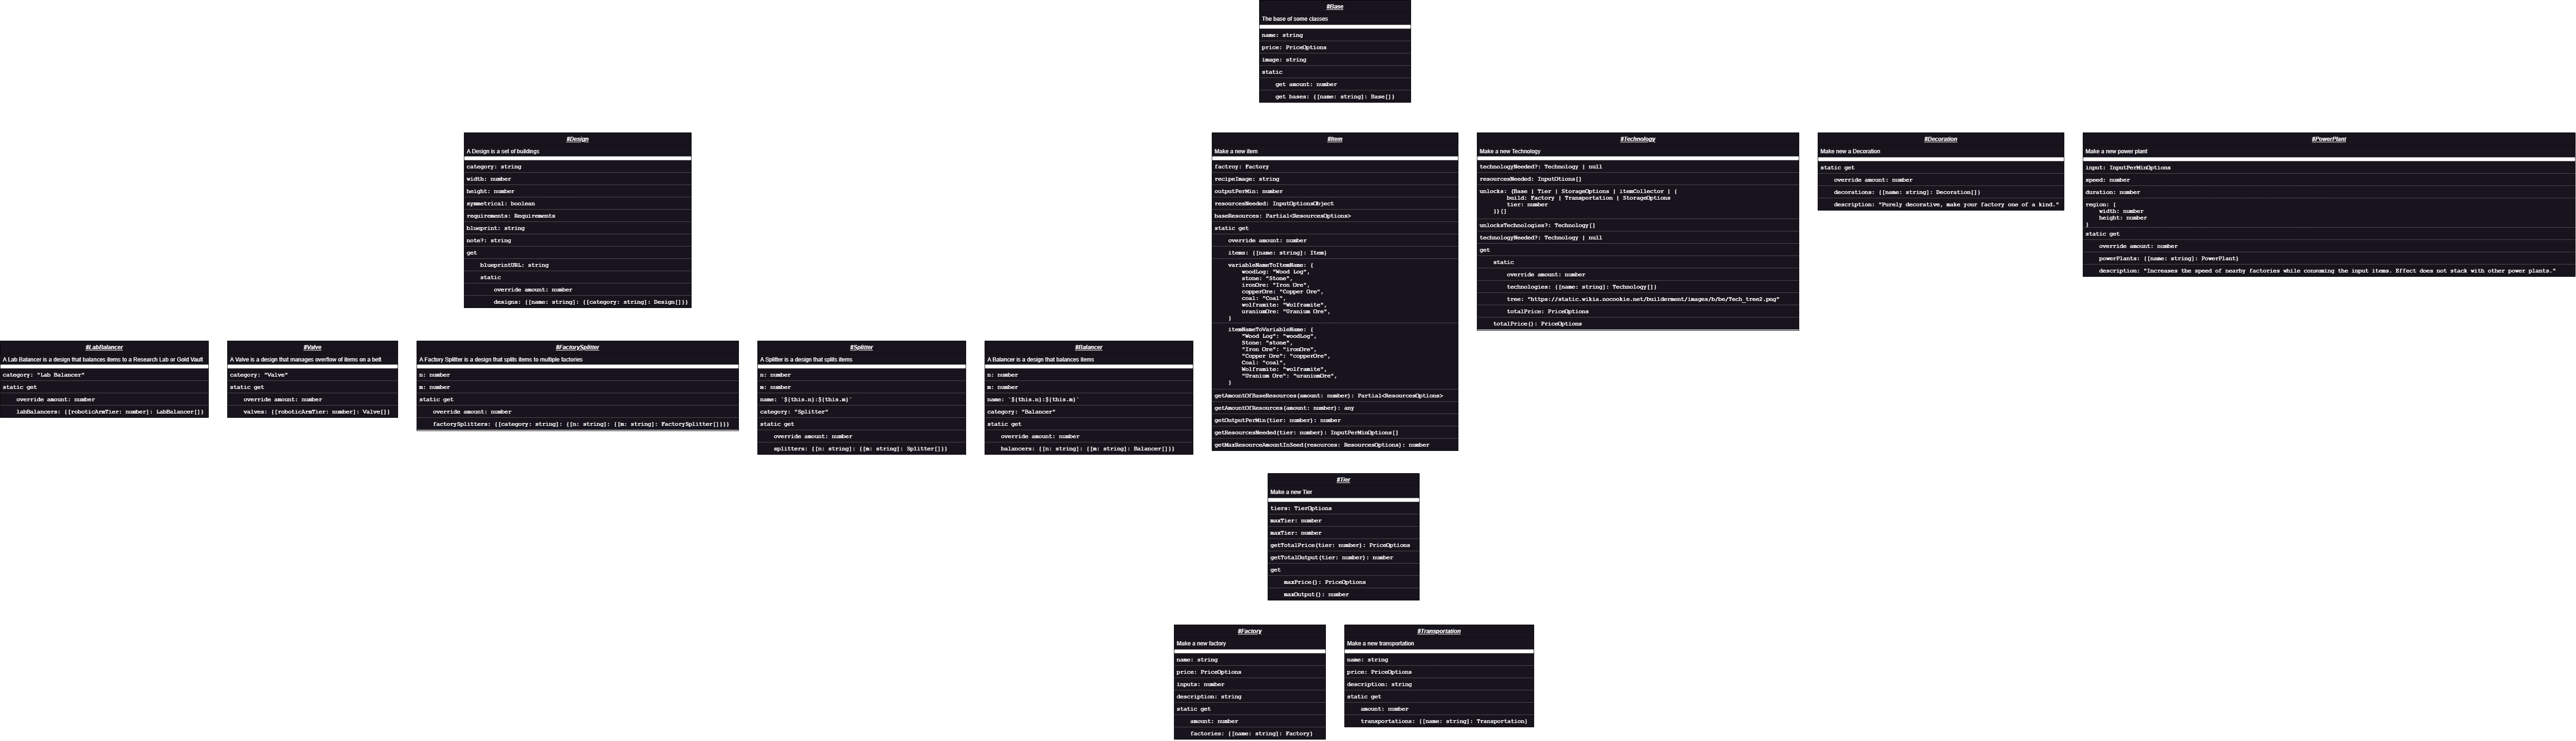 #Base
The base of some classes
name: string
price: PriceOptions
image: string
static
get amount: number
get bases: {[name: string]: Base[]}
#Design
A Design is a set of buildings
category: string
width: number
height: number
symmetrical: boolean
requirements: Requirements
blueprint: string
note?: string
get
blueprintURL: string
static
override amount: number
designs: {[name: string]: {[category: string]: Design[]}}
#Item
Make a new item
factroy: Factory
recipeImage: string
outputPerMin: number
resourcesNeeded: InputOptionsObject
baseResources: Partial<ResourcesOptions>
static get
override amount: number
items: {[name: string]: Item}
variableNameToItemName: {
woodLog: "Wood Log",
stone: "Stone",
ironOre: "Iron Ore",
copperOre: "Copper Ore",
coal: "Coal",
wolframite: "Wolframite",
uraniumOre: "Uranium Ore",
}
itemNameToVariableName: {
"Wood Log": "woodLog",
Stone: "stone",
"Iron Ore": "ironOre",
"Copper Ore": "copperOre",
Coal: "coal",
Wolframite: "wolframite",
"Uranium Ore": "uraniumOre",
}
getAmountOfBaseResources(amount: number): Partial<ResourcesOptions>
getAmountOfResources(amount: number): any
getOutputPerMin(tier: number): number
getResourcesNeeded(tier: number): InputPerMinOptions[]
getMaxResourceAmountInSeed(resources: ResourcesOptions): number
#Technology
Make a new Technology
technologyNeeded?: Technology | null
resourcesNeeded: InputOtions[]
unlocks: (Base | Tier | StorageOptions | itemCollector | {
build: Factory | Transportation | StorageOptions
tier: number
})[]
unlocksTechnologies?: Technology[]
technologyNeeded?: Technology | null
get
static
override amount: number
technologies: {[name: string]: Technology[]}
tree: "https://static.wikia.nocookie.net/builderment/images/b/be/Tech_tree2.png"
totalPrice: PriceOptions
totalPrice(): PriceOptions
#Decoration
Make new a Decoration
static get
override amount: number
decorations: {[name: string]: Decoration[]}
description: "Purely decorative, make your factory one of a kind."
#PowerPlant
Make a new power plant
input: InputPerMinOptions
speed: number
duration: number
region: {
width: number
height: number
}
static get
override amount: number
powerPlants: {[name: string]: PowerPlant}
description: "Increases the speed of nearby factories while consuming the input items. Effect does not stack with other power plants."
#LabBalancer
A Lab Balancer is a design that balances items to a Research Lab or Gold Vault
category: "Lab Balancer"
static get
override amount: number
labBalancers: {[roboticArmTier: number]: LabBalancer[]}
#Valve
A Valve is a design that manages overflow of items on a belt
category: "Valve"
static get
override amount: number
valves: {[roboticArmTier: number]: Valve[]}
#FactorySplitter
A Factory Splitter is a design that splits items to multiple factories
n: number
m: number
static get
override amount: number
factorySplitters: {[category: string]: {[n: string]: {[m: string]: FactorySplitter[]}}}
#Splitter
A Splitter is a design that splits items
n: number
m: number
name: `${this.n}:${this.m}`
category: "Splitter"
static get
override amount: number
splitters: {[n: string]: {[m: string]: Splitter[]}}
#Balancer
A Balancer is a design that balances items
n: number
m: number
name: `${this.n}:${this.m}`
category: "Balancer"
static get
override amount: number
balancers: {[n: string]: {[m: string]: Balancer[]}}
#Tier
Make a new Tier
tiers: TierOptions
maxTier: number
maxTier: number
getTotalPrice(tier: number): PriceOptions
getTotalOutput(tier: number): number
get
maxPrice(): PriceOptions
maxOutput(): number
#Factory
Make a new factory
name: string
price: PriceOptions
inputs: number
description: string
static get
amount: number
factories: {[name: string]: Factory}
#Transportation
Make a new transportation
name: string
price: PriceOptions
description: string
static get
amount: number
transportations: {[name: string]: Transportation}